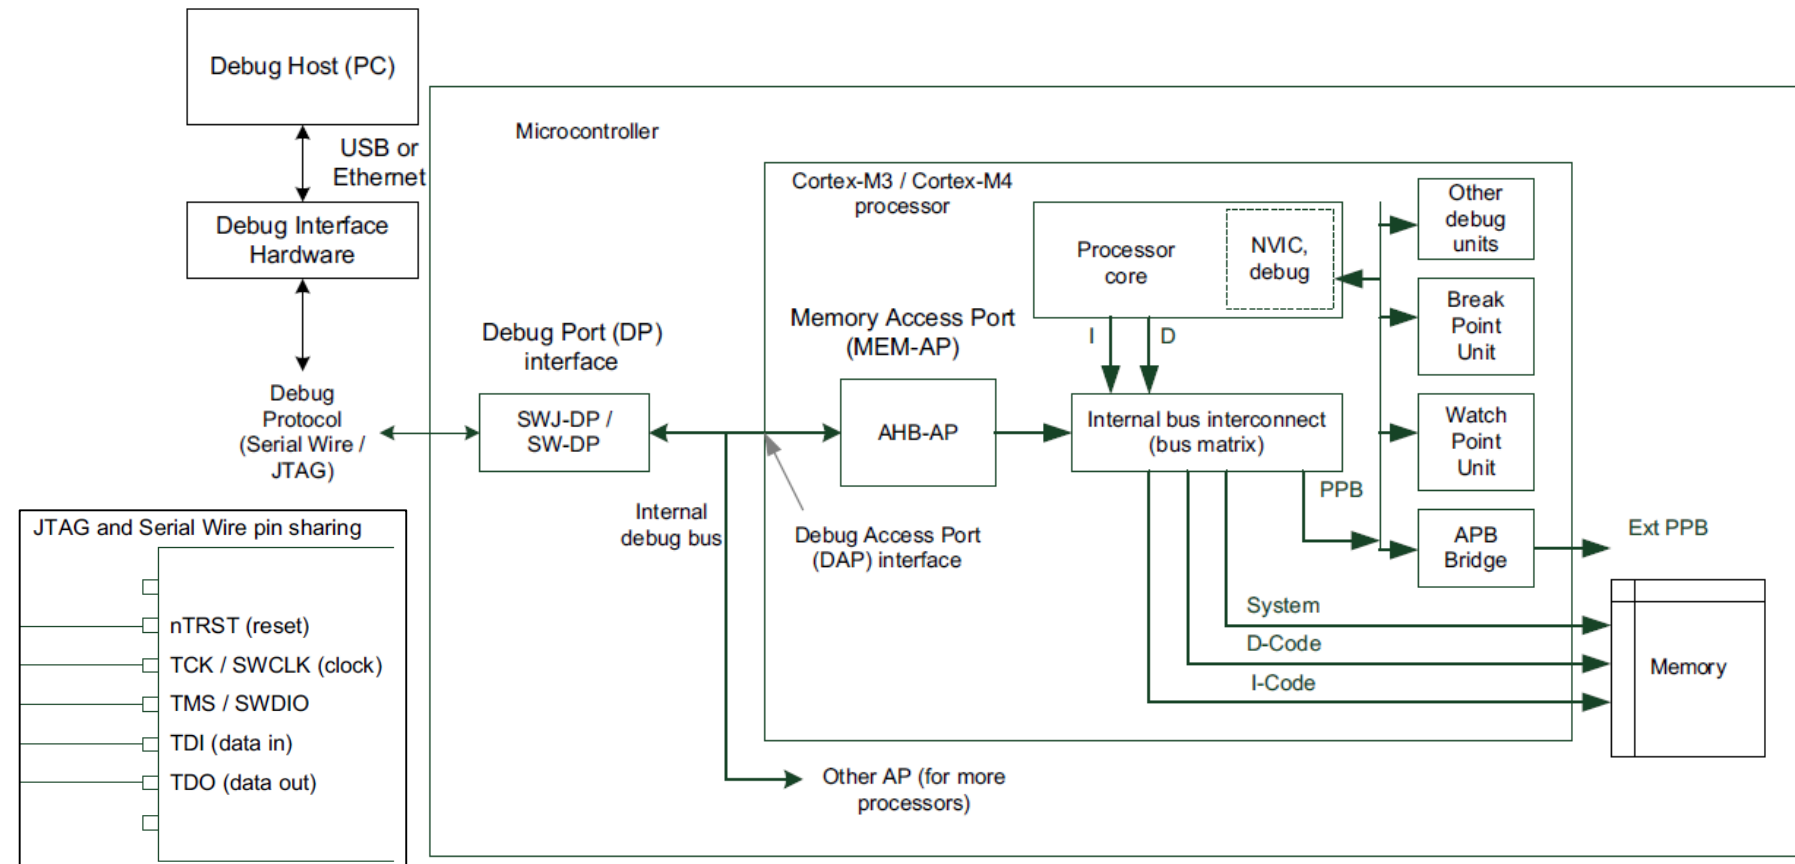 Debug Host (PC)
USB or
Ethernet
Debug Interface
Hardware
Debug
Protocol
(Serial Wire /
JTAG)
JTAG and Serial Wire pin sharing
nTRST (reset)
TCK / SWCLK (clock)
TMS / SWDIO
TDI (data in)
TDO (data out)
Microcontroller
Debug Port (DP)
interface
SWJ-DP /
SW-DP
Internal
debug bus
Cortex-M3 / Cortex-M4
processor
Processor
core
NVIC,
debug
I
D
Memory Access Port
(MEM-AP)
AHB-AP
Internal bus interconnect
(bus matrix)
Debug Access Port
(DAP) interface
PPB
Other
debug
units
Break
Point
Unit
Watch
Point
Unit
APB
Bridge
Ext PPB
System
D-Code
I-Code
Memory
Other AP (for more
processors)